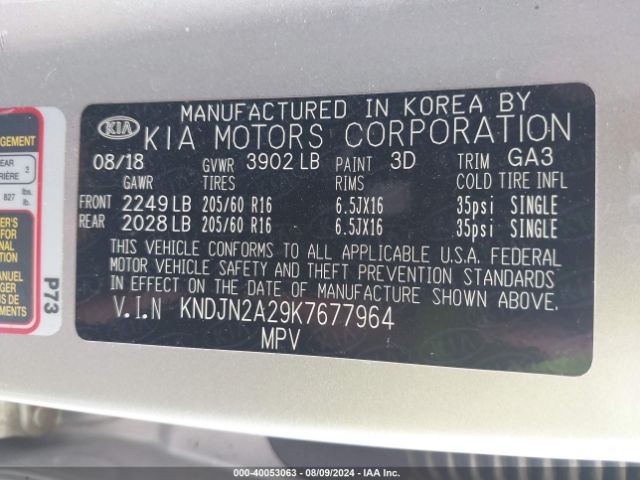 MANUFACTURED IN KOREA BY
KIA KIA MOTORS CORPORATION
08/18 GVWR 3902 LB PAINT 3D TRIM GA3
GAWR TIRES RIMS COLD TIRE INFL
FRONT 2249 LB 205/60 R16 6.5JX16 35psi SINGLE
REAR 2028 LB 205/60 R16 6.5JX16 35psi SINGLE
THIS VEHICLE CONFORMS TO ALL APPLICABLE U.S.A. FEDERAL
MOTOR VEHICLE SAFETY AND THEFT PREVENTION STANDARDS
IN EFFECT ON THE DATE OF MANUFACTURE SHOWN ABOVE.
V.I.N KNDJN2A29K7677964
MPV
827
lbs.
P73
000-40053063 - 08/09/2024 - IAA Inc.